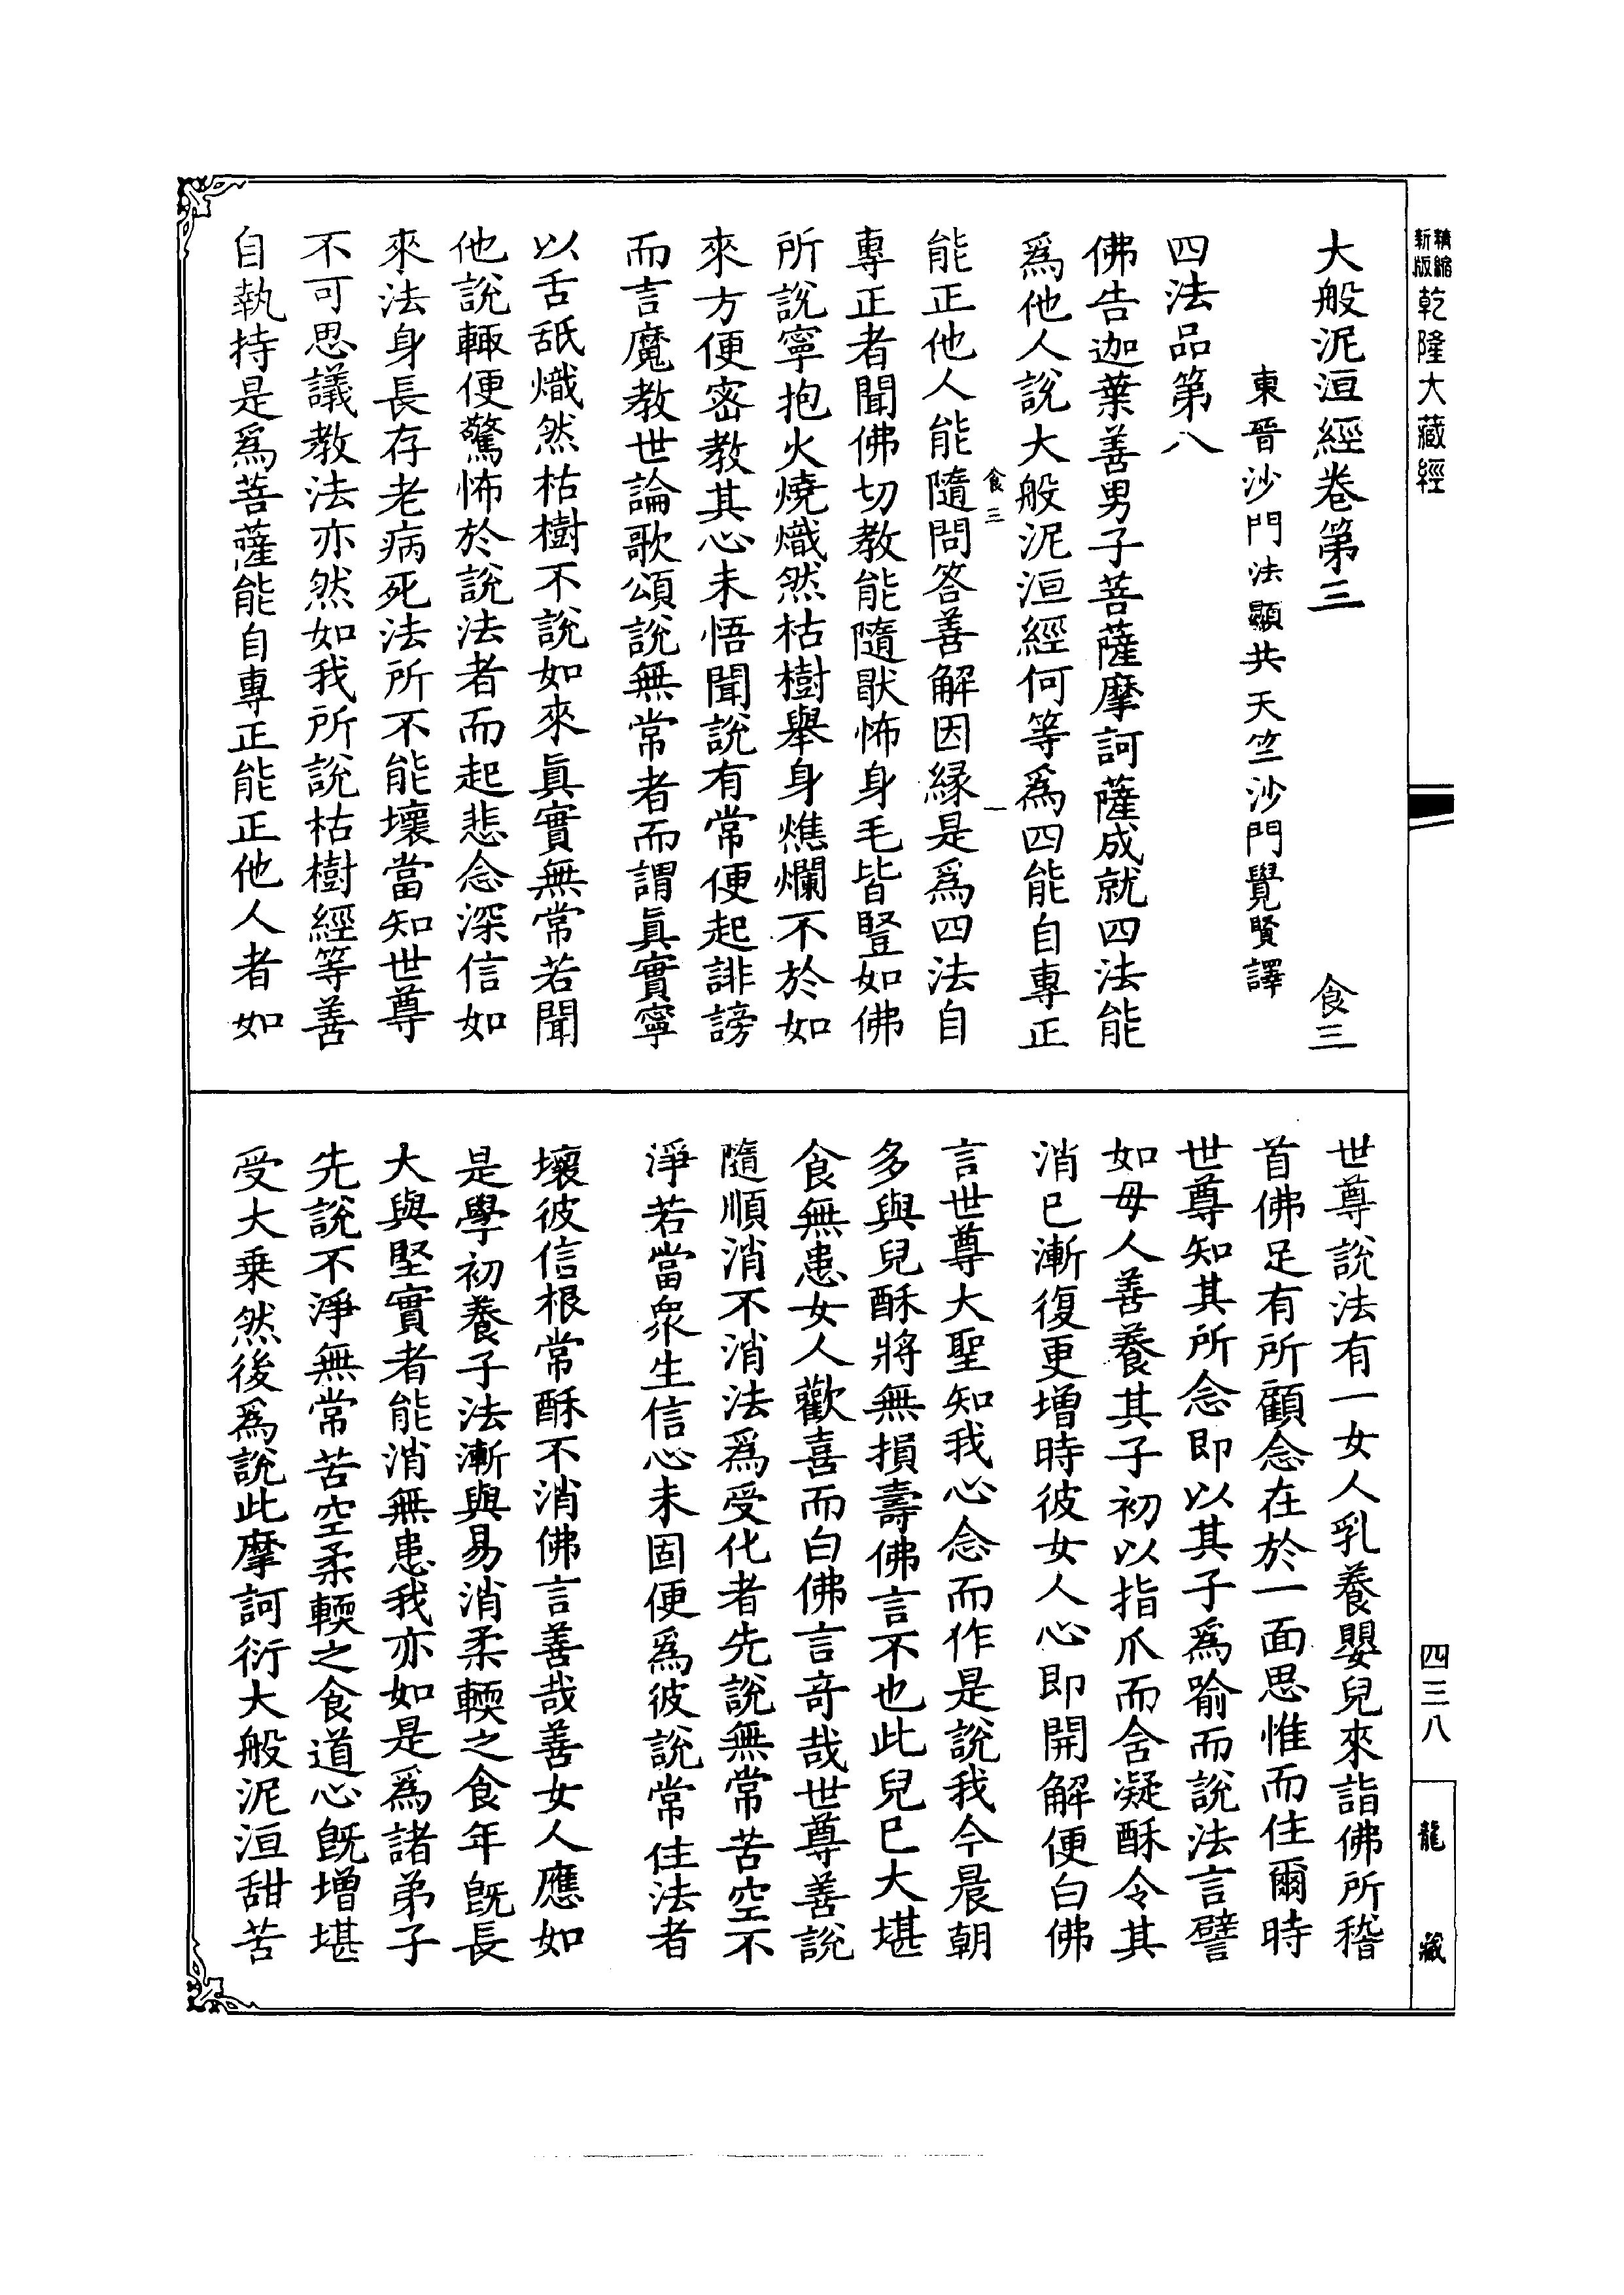 精縮
新版
乾隆大藏經
大般泥洹經卷第三 食三
東晉沙門法顯共天竺沙門覺賢譯
四法品第八
佛告迦葉善男子菩薩摩訶薩成就四法能
爲他人說大般泥洹經何等爲四能自專正
食三 一
能正他人能隨問答善解因緣是爲四法自
專正者聞佛切教能隨猒怖身毛皆豎如佛
所說寧抱火燒熾然枯樹舉身燋爛不於如
來方便密教其心未悟聞說有常便起誹謗
而言魔教世論歌頌說無常者而謂眞實寧
以舌舐熾然枯樹不說如來眞實無常若聞
他說輒便驚怖於說法者而起悲念深信如
來法身長存老病死法所不能壞當知世尊
不可思議教法亦然如我所說枯樹經等善
自執持是爲菩薩能自專正能正他人者如
世尊說法有一女人乳養嬰兒來詣佛所稽
首佛足有所顧念在於一面思惟而住爾時
世尊知其所念即以其子爲喻而說法言譬
如母人善養其子初以指爪而舍凝酥令其
消已漸復更增時彼女人心即開解便白佛
言世尊大聖知我心念而作是說我今晨朝
多與兒酥將無損壽佛言不也此兒已大堪
食無患女人歡喜而白佛言奇哉世尊善說
隨順消不消法爲受化者先說無常苦空不
淨若當衆生信心未固便爲彼說常住法者
壞彼信根常酥不消佛言善哉善女人應如
是學初養子法漸與易消柔輭之食年旣長
大與堅實者能消無患我亦如是爲諸弟子
先說不淨無常苦空柔輭之食道心旣增堪
受大乗然後爲說此摩訶衍大般泥洹甜苦
四三八
龍藏